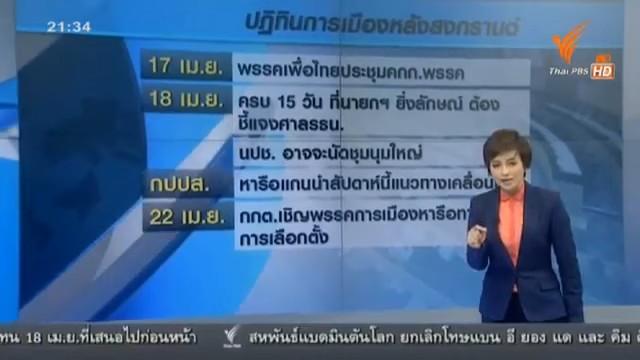 21:34
ปฏิทินการเมืองหลังสงกรานต์
Thai PBS HD
17 เม.ย. พรรคเพื่อไทยประชุมคกก.พรรค
18 เม.ย. ครบ 15 วัน ที่นายกฯ ยิ่งลักษณ์ ต้อง
ชี้แจงศาลรธน.
นปช. อาจจะนัดชุมนุมใหญ่
กปปส. หารือแกนนำสัปดาห์นี้แนวทางเคลื่อน
22 เม.ย. กกต.เชิญพรรคการเมืองหารือ
การเลือกตั้ง
ทน 18 เม.ย.ที่เสนอไปก่อนหน้า สหพันธ์แบดมินตันโลก ยกเลิกโทษแบน อี ยอง แด และ คิม